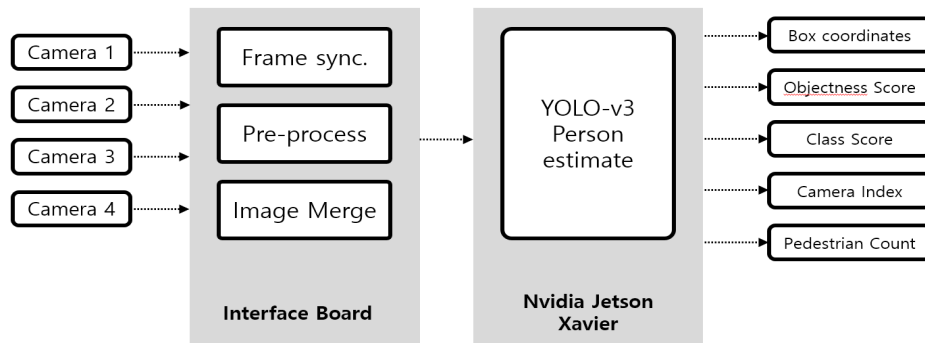 Camera 1
Camera 2
Camera 3
Camera 4
Frame sync.
Pre-process
Image Merge
Interface Board
YOLO-v3
Person
estimate
Nvidia Jetson
Xavier
Box coordinates
Objectness Score
Class Score
Camera Index
Pedestrian Count